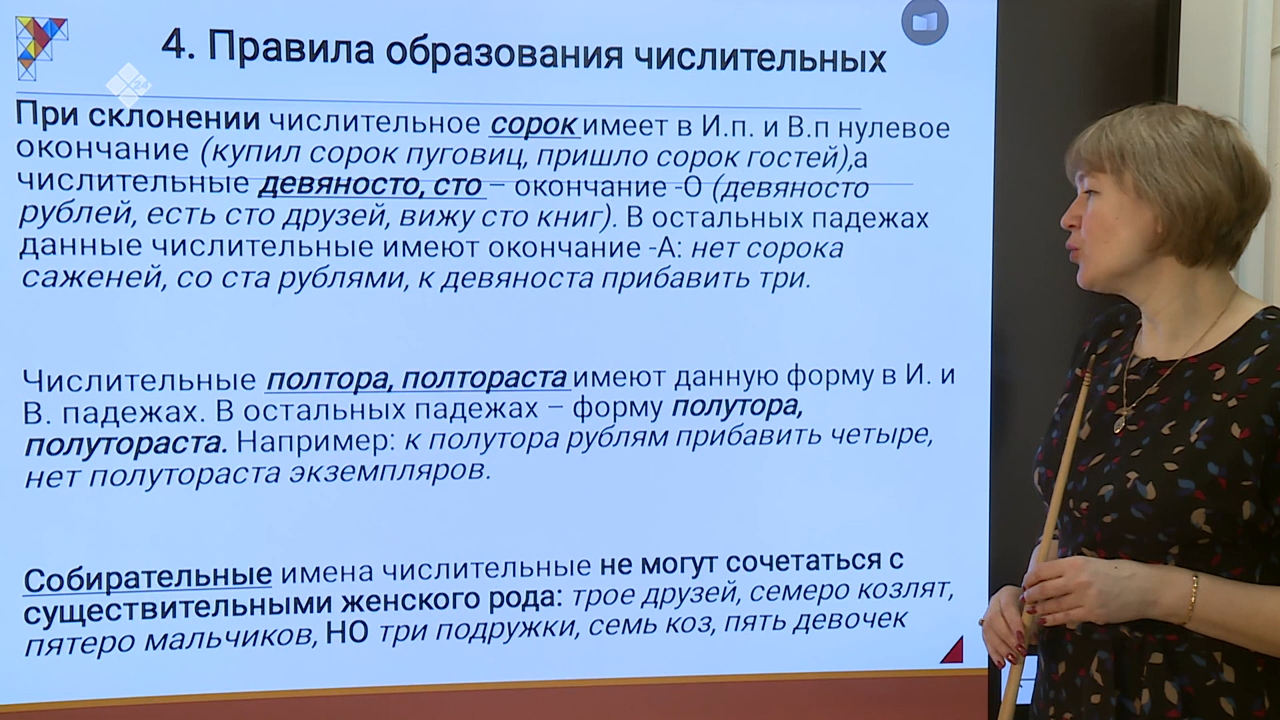 4. Правила образования числительных
24
При склонении числительное сорок имеет в И.п. и В.п нулевое
окончание (купил сорок пуговиц, пришло сорок гостей),а
числительные девяносто, сто – окончание -О (девяносто
рублей, есть сто друзей, вижу сто книг). В остальных падежах
данные числительные имеют окончание -А: нет сорока
саженей, со ста рублями, к девяноста прибавить три.
Числительные полтора, полтораста имеют данную форму в И. и
В. падежах. В остальных падежах – форму полутора,
полутораста. Например: к полутора рублям прибавить четыре,
нет полутораста экземпляров.
Собирательные имена числительные не могут сочетаться с
существительными женского рода: трое друзей, семеро козлят,
пятеро мальчиков, НО три подружки, семь коз, пять девочек